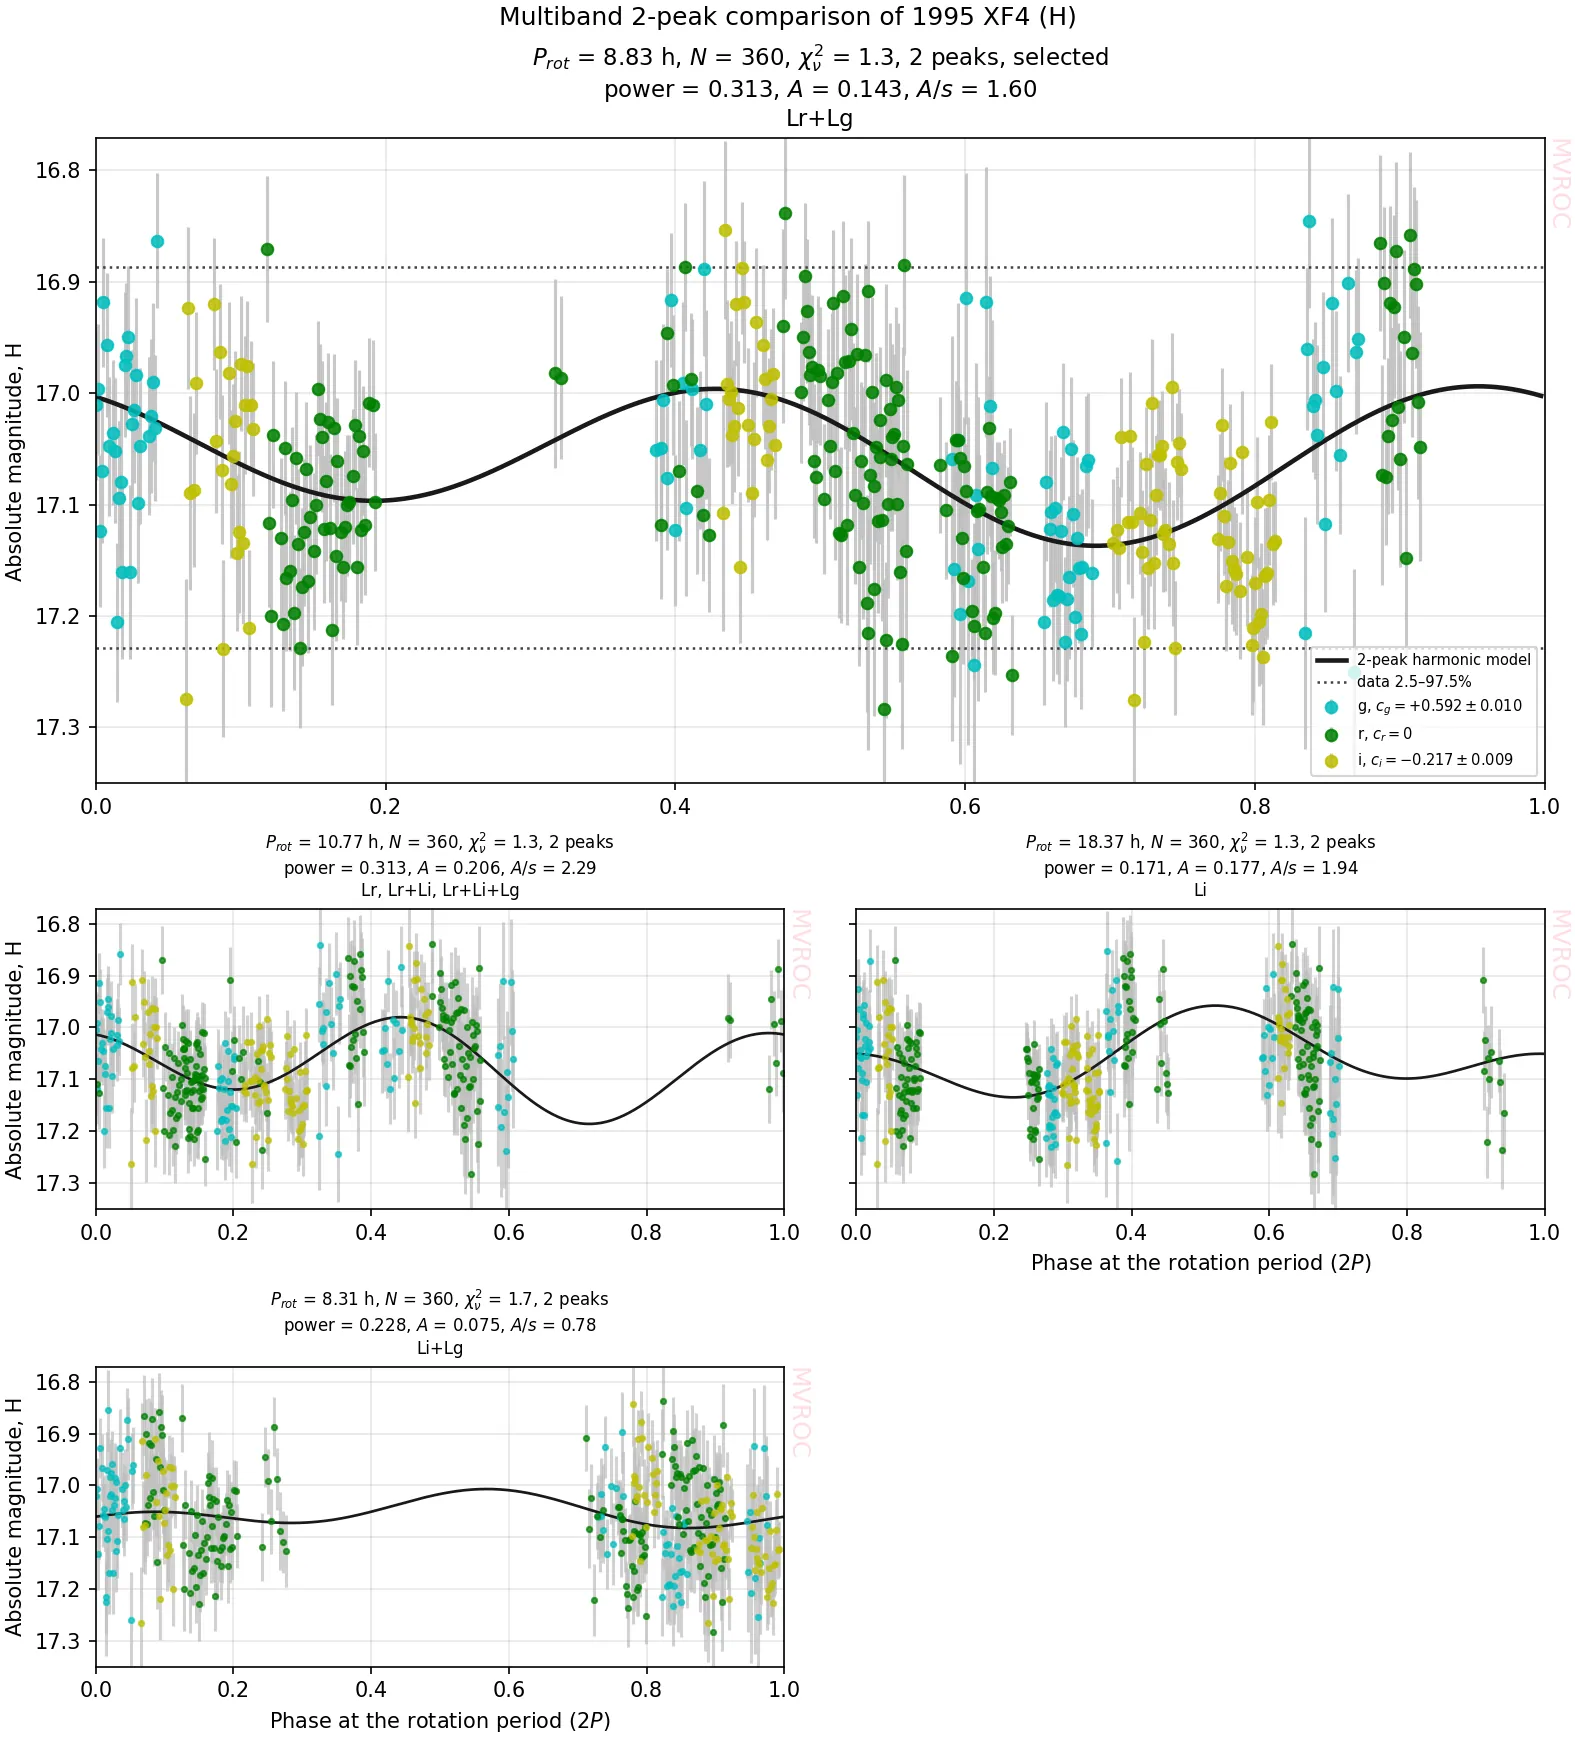 Multiband 2-peak comparison of 1995 XF4 (H)
P_rot = 8.83 h, N = 360, χ²_ν = 1.3, 2 peaks, selected
power = 0.313, A = 0.143, A/s = 1.60
Lr+Lg
MVROC
Absolute magnitude, H
16.8
16.9
17.0
17.1
17.2
17.3
2-peak harmonic model
data 2.5–97.5%
g, c_g = +0.592 ± 0.010
r, c_r = 0
i, c_i = −0.217 ± 0.009
0.0 0.2 0.4 0.6 0.8 1.0
P_rot = 10.77 h, N = 360, χ²_ν = 1.3, 2 peaks
power = 0.313, A = 0.206, A/s = 2.29
Lr, Lr+Li, Lr+Li+Lg
MVROC
Absolute magnitude, H
16.8
16.9
17.0
17.1
17.2
17.3
0.0 0.2 0.4 0.6 0.8 1.0
P_rot = 18.37 h, N = 360, χ²_ν = 1.3, 2 peaks
power = 0.171, A = 0.177, A/s = 1.94
Li
MVROC
0.0 0.2 0.4 0.6 0.8 1.0
Phase at the rotation period (2P)
P_rot = 8.31 h, N = 360, χ²_ν = 1.7, 2 peaks
power = 0.228, A = 0.075, A/s = 0.78
Li+Lg
MVROC
Absolute magnitude, H
16.8
16.9
17.0
17.1
17.2
17.3
0.0 0.2 0.4 0.6 0.8 1.0
Phase at the rotation period (2P)